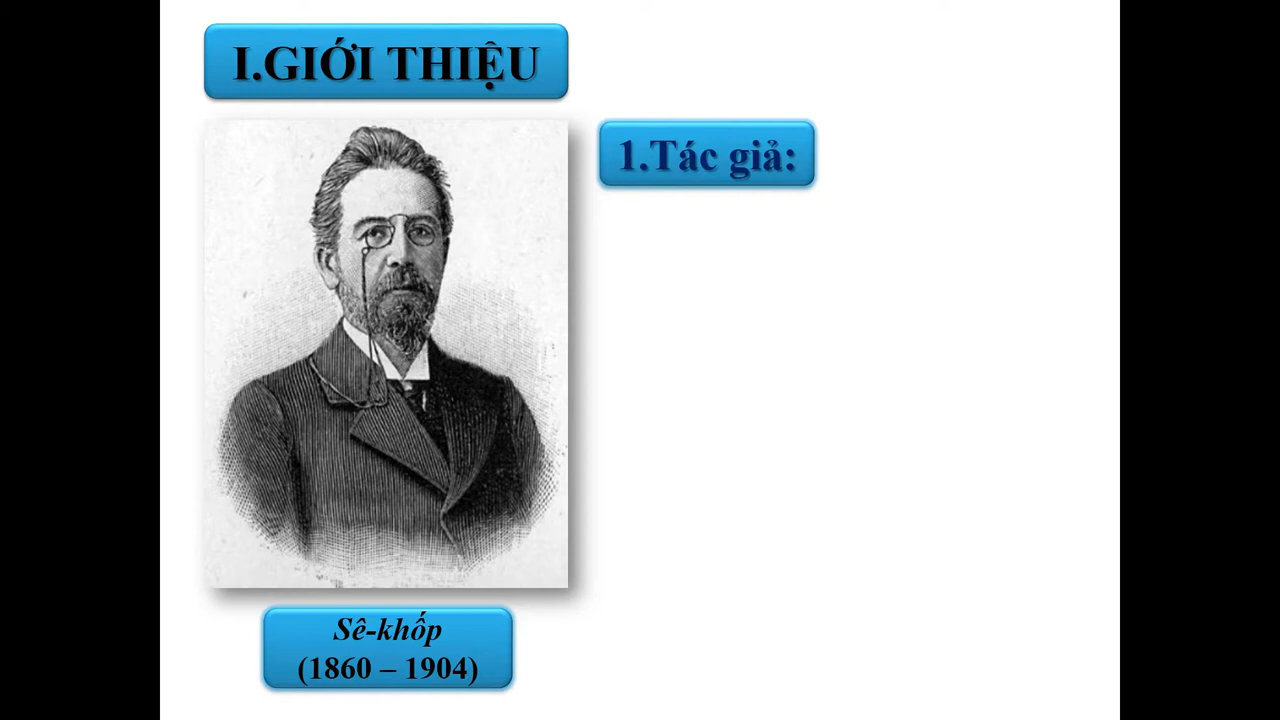 I.GIỚI THIỆU
1.Tác giả:
Sê-khốp
(1860 – 1904)